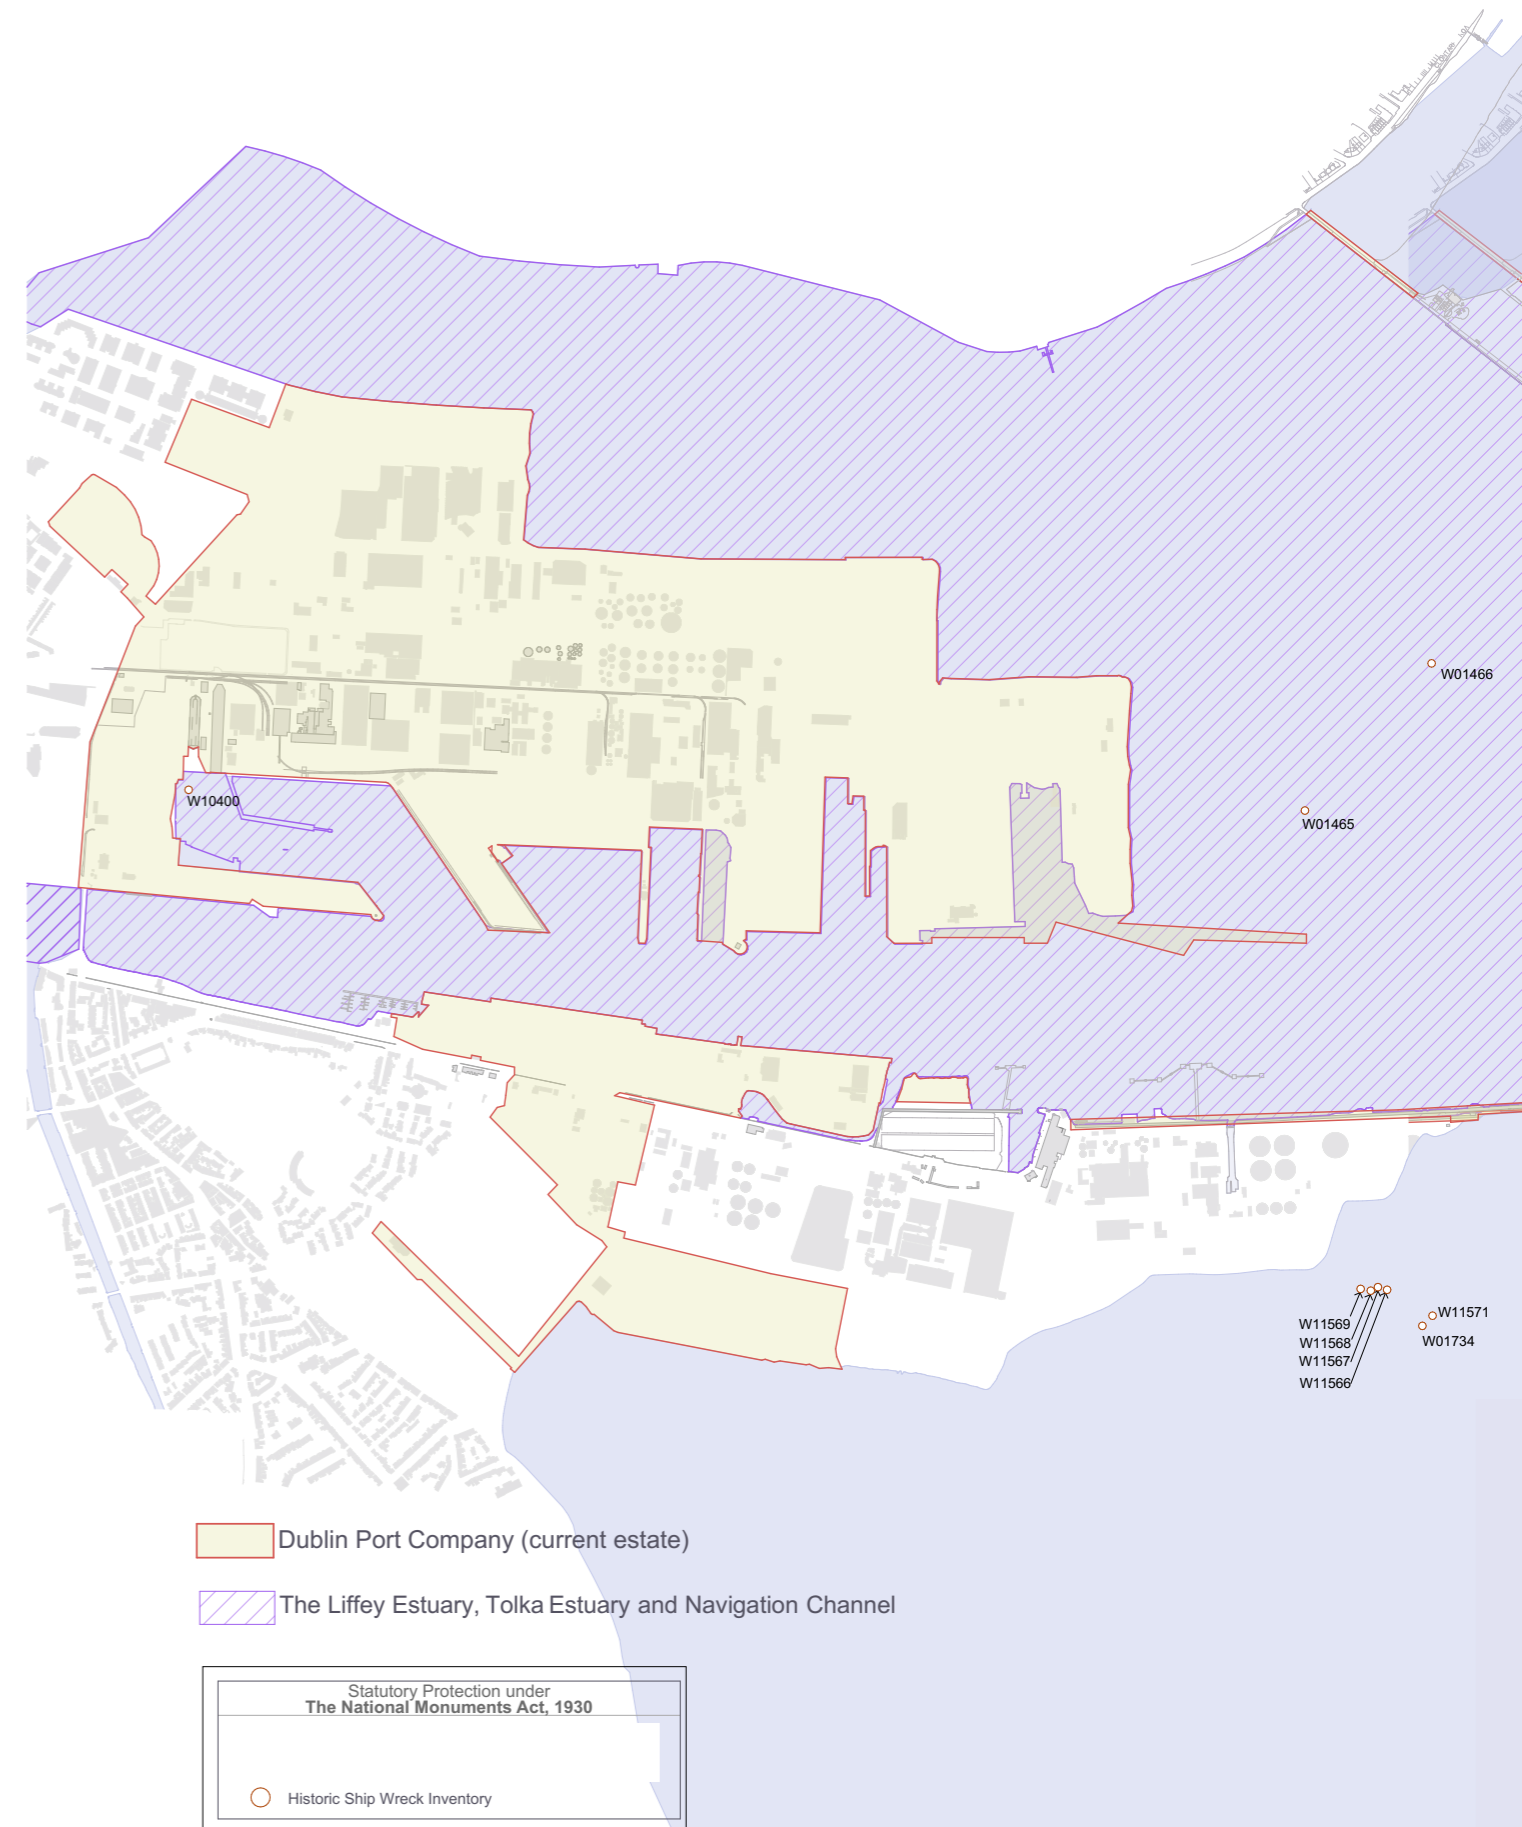 W01466
W10400
W01465
W11571
W11569
W01734
W11568
W11567
W11566
Dublin Port Company (current estate)
The Liffey Estuary, Tolka Estuary and Navigation Channel
Statutory Protection under
The National Monuments Act, 1930
Historic Ship Wreck Inventory